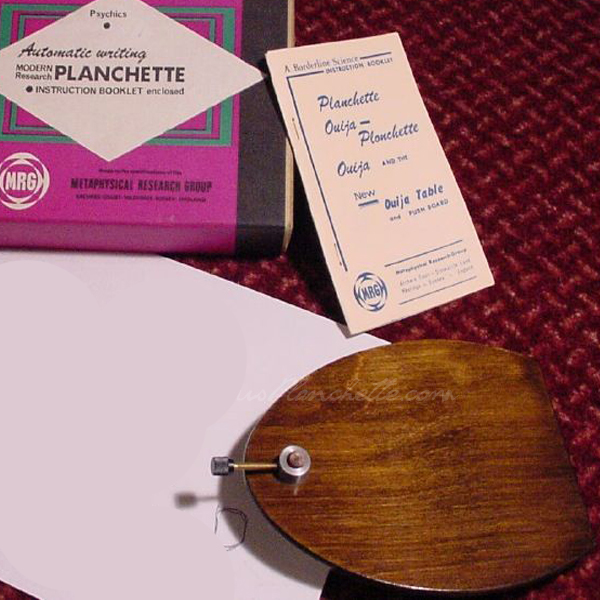 Psychics
Automatic writing
MODERN
Research PLANCHETTE
INSTRUCTION BOOKLET enclosed
MRG
METAPHYSICAL RESEARCH GROUP
A Borderline Science
INSTRUCTION BOOKLET
Planchette
Ouija-
Planchette
Ouija AND THE
New Ouija Table
and PUSH BOARD
Metaphysical Research Group
MRG